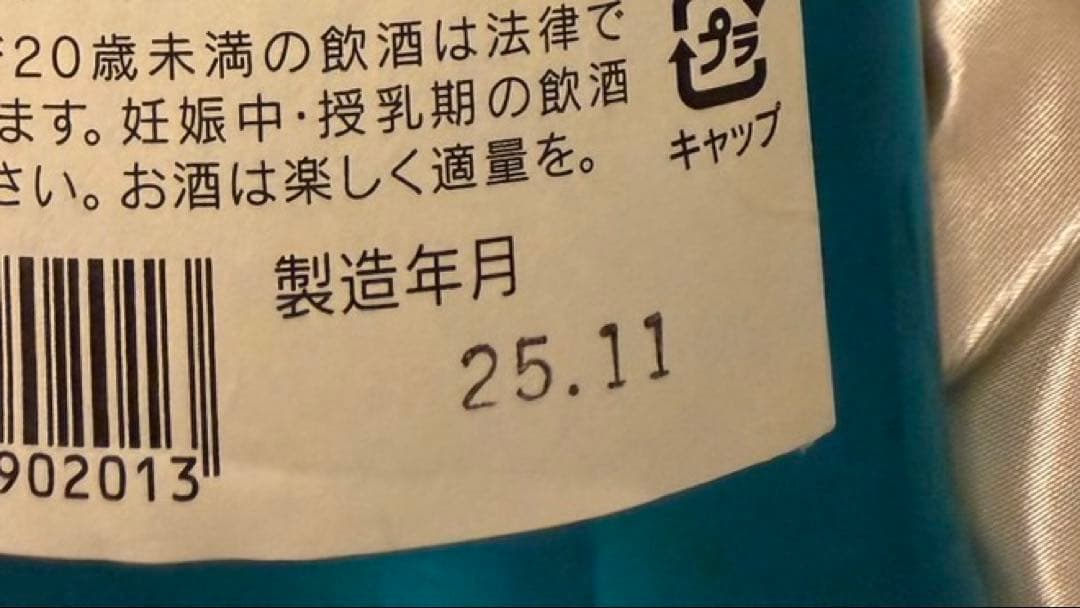 20歳未満の飲酒は法律で
ます。妊娠中・授乳期の飲酒
さい。お酒は楽しく適量を。
プラ
キャップ
製造年月
25.11
902013